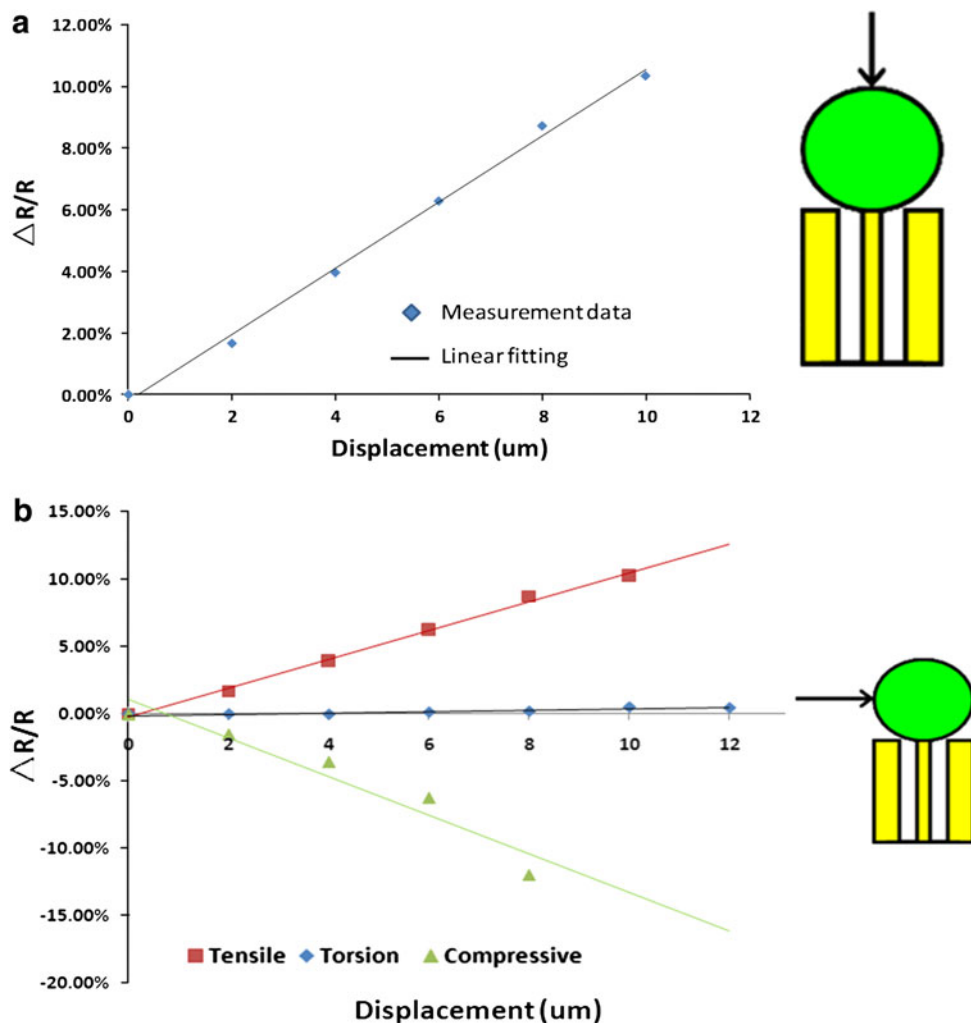 a
12.00%
10.00%
8.00%
6.00%
4.00%
2.00%
0.00%
△R/R
Measurement data
Linear fitting
0 2 4 6 8 10 12
Displacement (um)
b
15.00%
10.00%
5.00%
0.00%
-5.00%
-10.00%
-15.00%
-20.00%
△R/R
0 2 4 6 8 10 12
Tensile Torsion Compressive
Displacement (um)